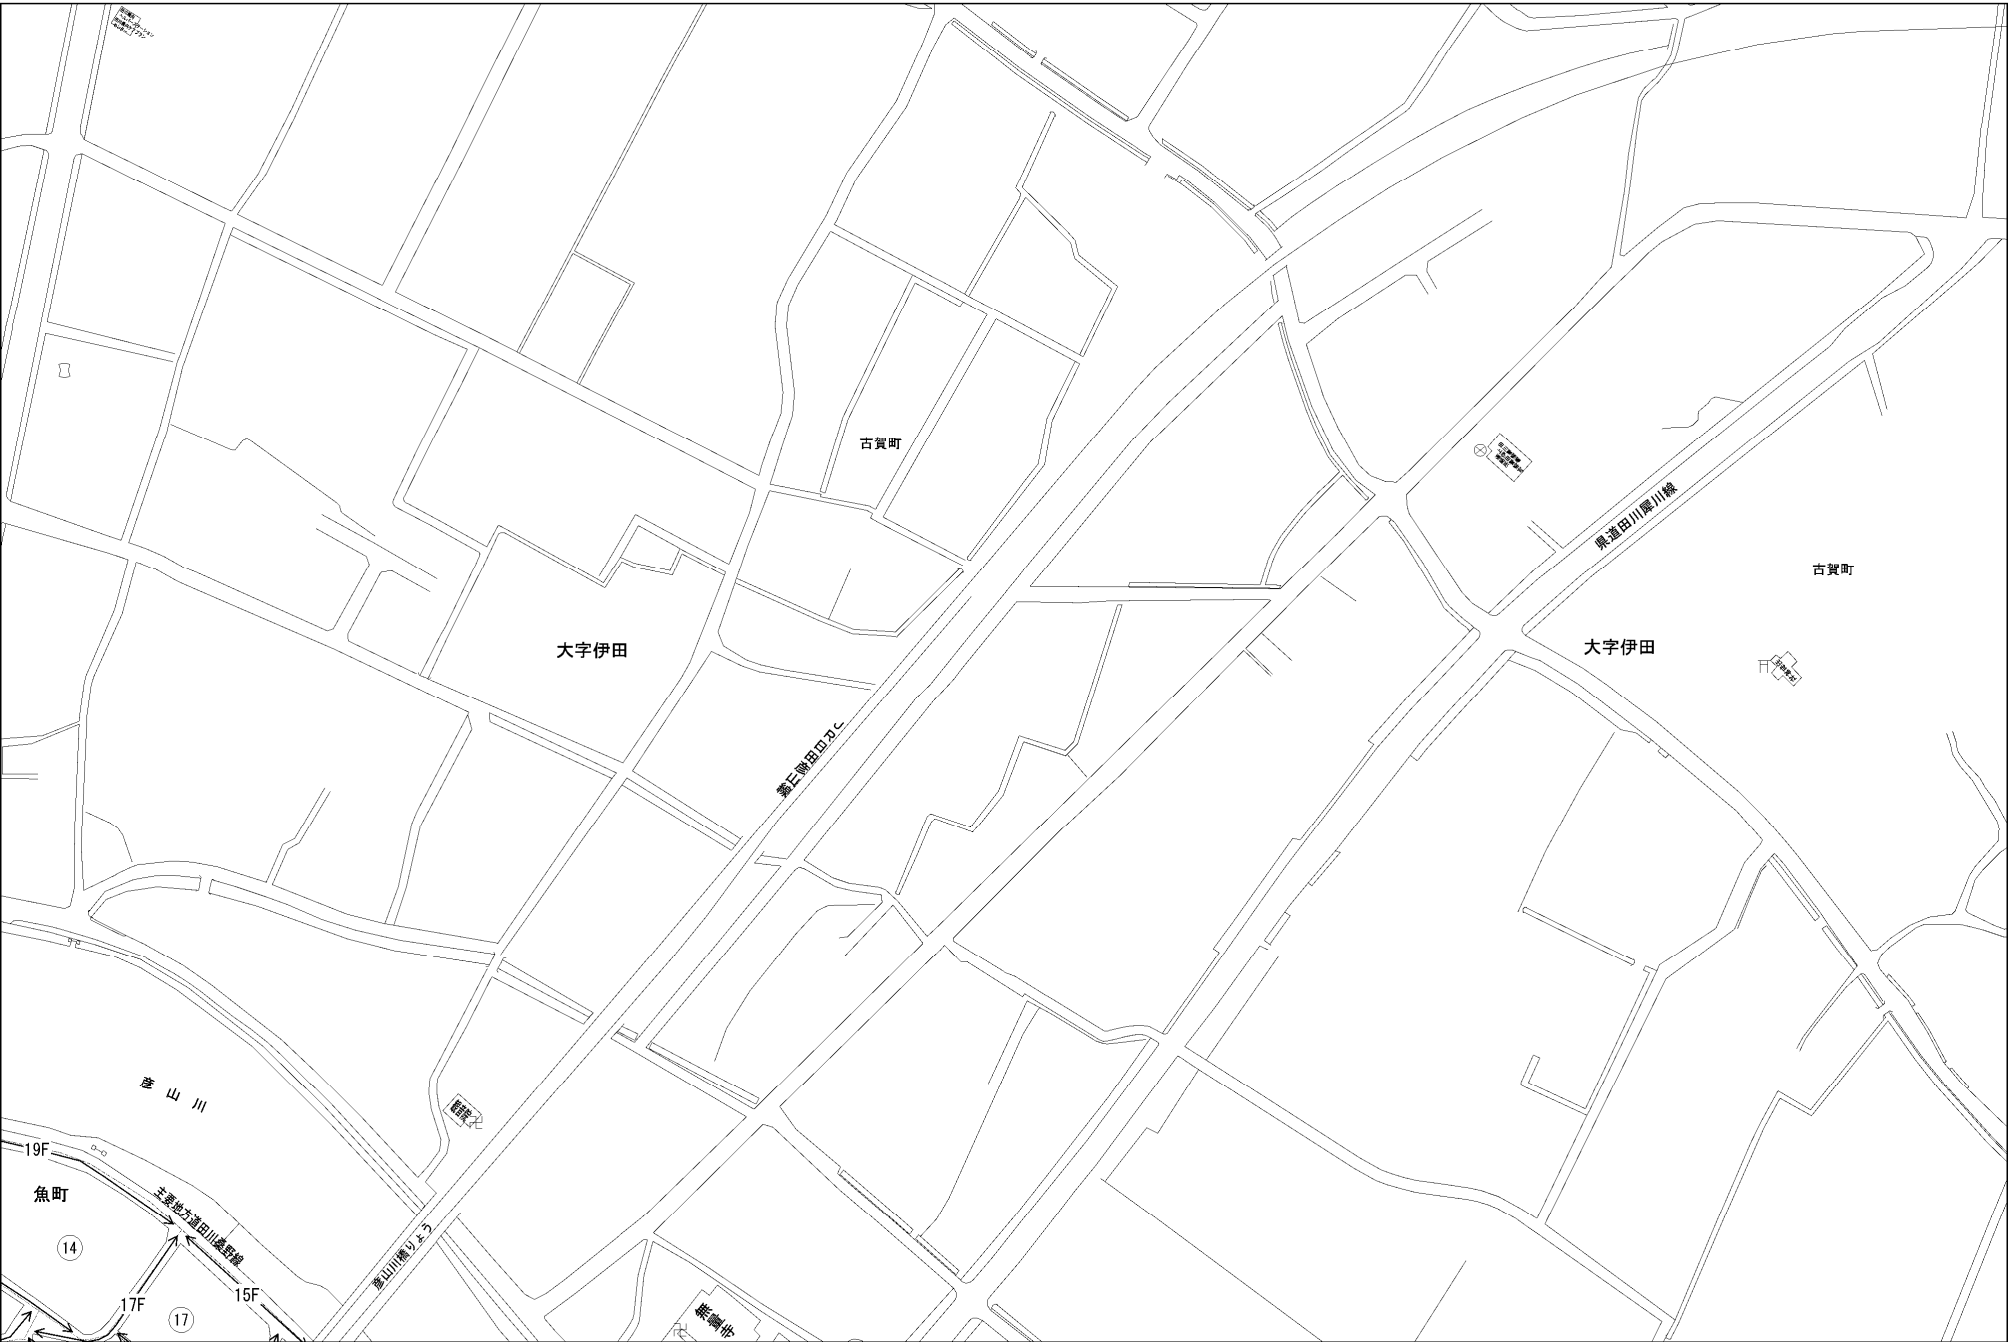 古賀町
県道田川犀川線
古賀町
大字伊田
大字伊田
JR日田彦山線
彦山川
19F
魚町
主要地方道田川桑野線
彦山川橋りょう
14
17F
15F
17
無量寺